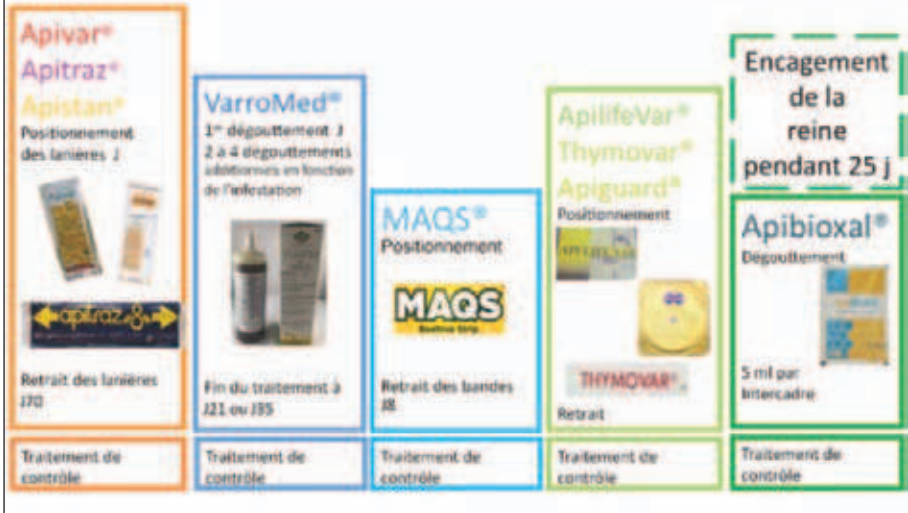 Apivar®
Apitraz®
Apistan®
Positionnement
des lanières J
apitraz
Retrait des lanières
J70
Traitement de
contrôle
VarroMed®
1er dégouttement J
2 à 4 dégouttements
additionnels en fonction
de l'infestation
Fin du traitement à
J21 ou J35
Traitement de
contrôle
MAQS®
Positionnement
MAQS
Beehive Strip
Retrait des bandes
J8
Traitement de
contrôle
ApilifeVar®
Thymovar®
Apiguard®
Positionnement
THYMOVAR®
Retrait
Traitement de
contrôle
Encagement
de la
reine
pendant 25 j
Apibioxal®
Dégouttement
5 ml par
Intercadre
Traitement de
contrôle